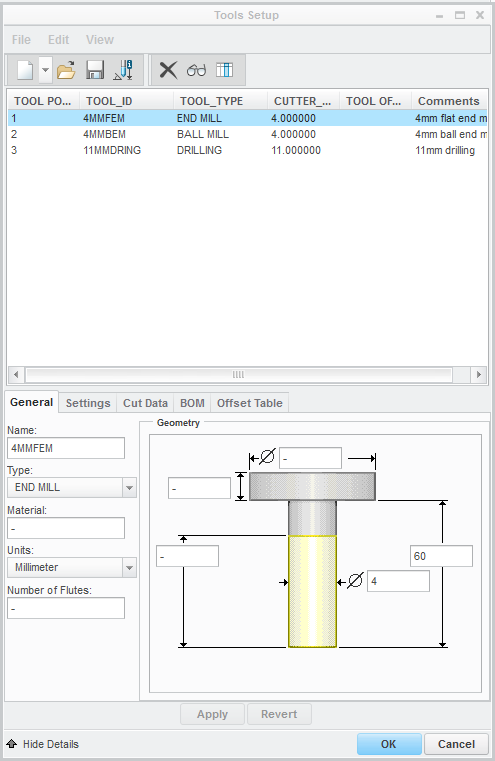 Tools Setup
File Edit View
TOOL PO... TOOL_ID TOOL_TYPE CUTTER_... TOOL OF... Comments
1 4MMFEM END MILL 4.000000 4mm flat end m
2 4MMBEM BALL MILL 4.000000 4mm ball end m
3 11MMDRING DRILLING 11.000000 11mm drilling
General Settings Cut Data BOM Offset Table
Name:
4MMFEM
Type:
END MILL
Material:
-
Units:
Millimeter
Number of Flutes:
-
Geometry
Ø -
-
- 60
Ø 4
Apply Revert
Hide Details OK Cancel